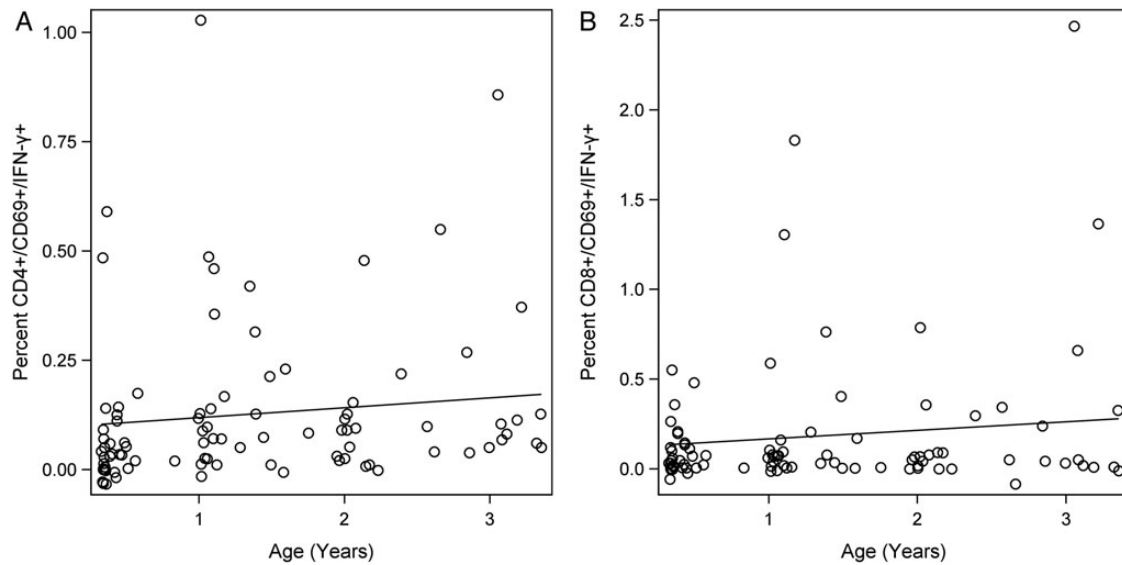 A
Percent CD4+/CD69+/IFN-γ+
1.00
0.75
0.50
0.25
0.00
1 2 3
Age (Years)
B
Percent CD8+/CD69+/IFN-γ+
2.5
2.0
1.5
1.0
0.5
0.0
1 2 3
Age (Years)